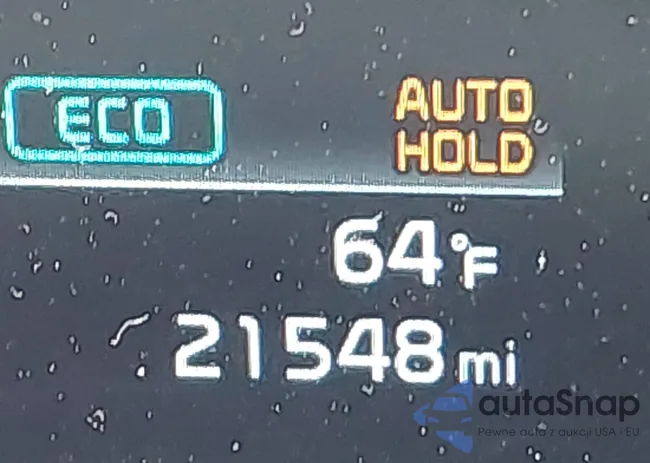 ECO
AUTO
HOLD
64°F
21548 mi
autaSnap
Pewne auta z aukcji USA i EU